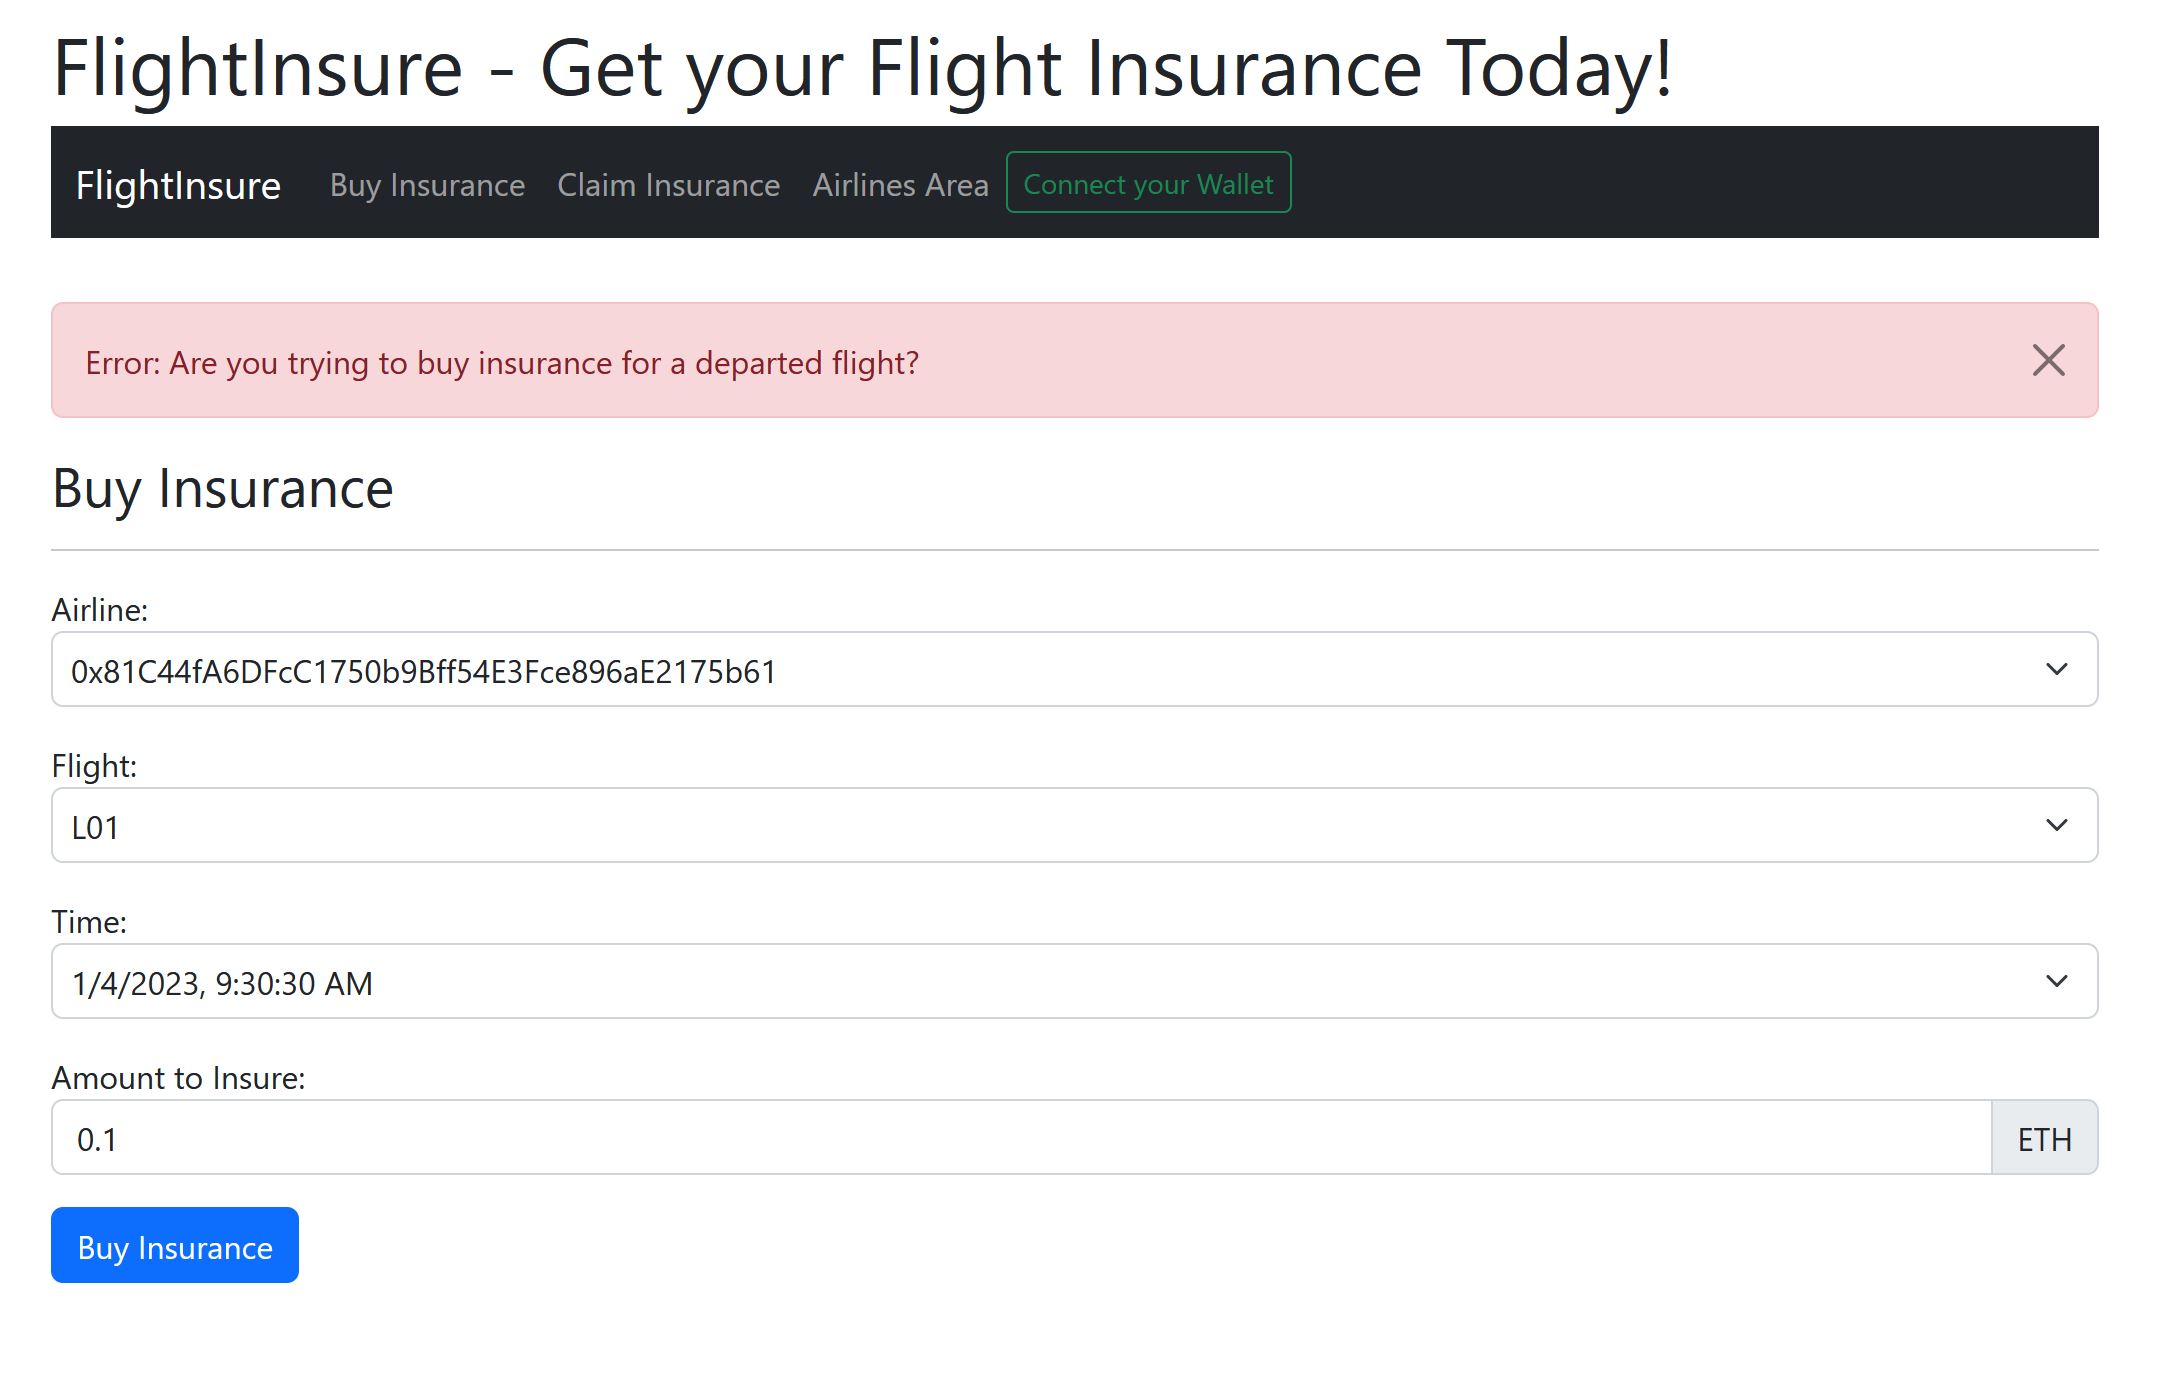 FlightInsure - Get your Flight Insurance Today!
FlightInsure Buy Insurance Claim Insurance Airlines Area Connect your Wallet
Error: Are you trying to buy insurance for a departed flight?
Buy Insurance
Airline:
0x81C44fA6DFcC1750b9Bff54E3Fce896aE2175b61
Flight:
L01
Time:
1/4/2023, 9:30:30 AM
Amount to Insure:
0.1 ETH
Buy Insurance